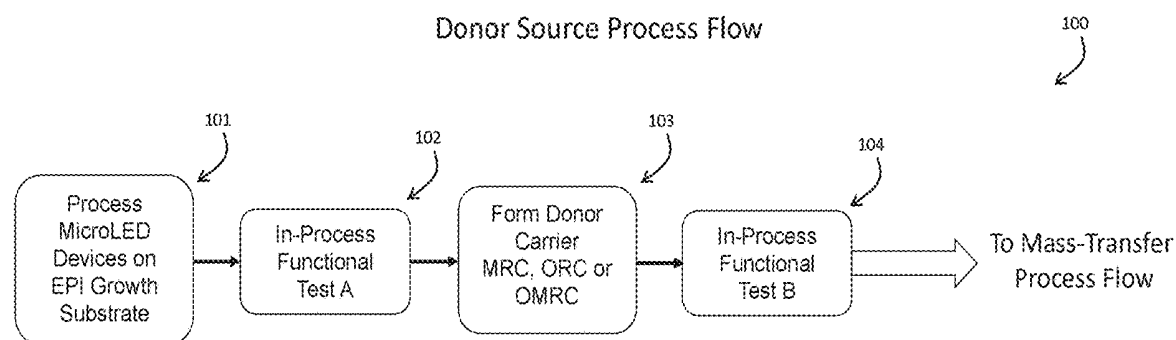 Donor Source Process Flow
100
101
102
103
104
Process
MicroLED
Devices on
EPI Growth
Substrate
In-Process
Functional
Test A
Form Donor
Carrier
MRC, ORC or
OMRC
In-Process
Functional
Test B
To Mass-Transfer
Process Flow